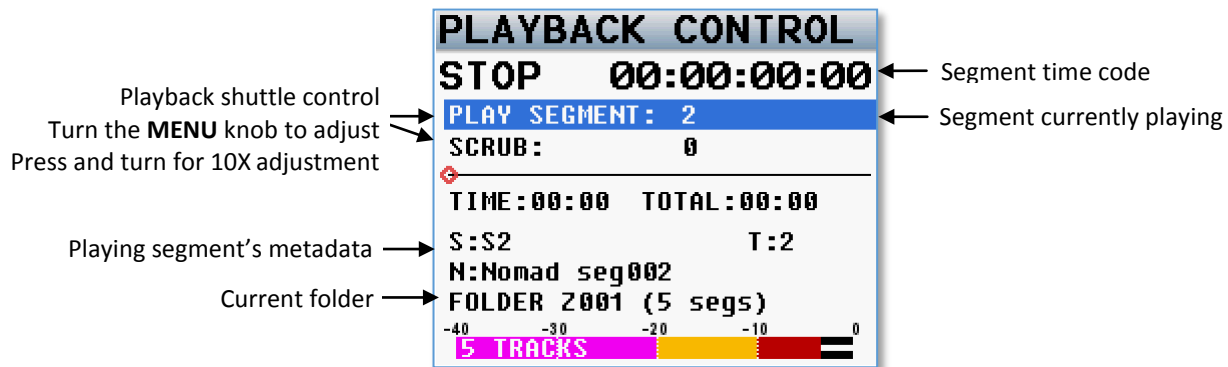 PLAYBACK CONTROL
STOP 00:00:00:00
Segment time code
Playback shuttle control
Turn the MENU knob to adjust
Press and turn for 10X adjustment
PLAY SEGMENT: 2
Segment currently playing
SCRUB: 0
TIME:00:00 TOTAL:00:00
Playing segment’s metadata
S:S2 T:2
N:Nomad seg002
Current folder
FOLDER Z001 (5 segs)
-40 -30 -20 -10 0
5 TRACKS